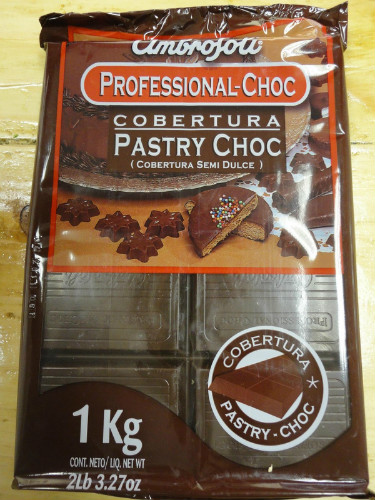 Ambrosoli
PROFESSIONAL-CHOC
COBERTURA
PASTRY CHOC
( COBERTURA SEMI DULCE )
COBERTURA
PASTRY-CHOC
1 Kg
CONT. NETO/ LIQ. NET WT
2Lb 3.27oz